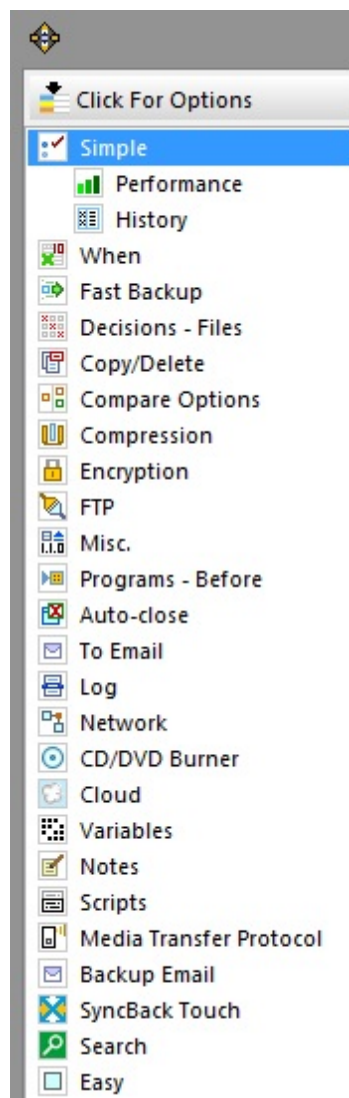 Click For Options
Simple
Performance
History
When
Fast Backup
Decisions - Files
Copy/Delete
Compare Options
Compression
Encryption
FTP
Misc.
Programs - Before
Auto-close
To Email
Log
Network
CD/DVD Burner
Cloud
Variables
Notes
Scripts
Media Transfer Protocol
Backup Email
SyncBack Touch
Search
Easy